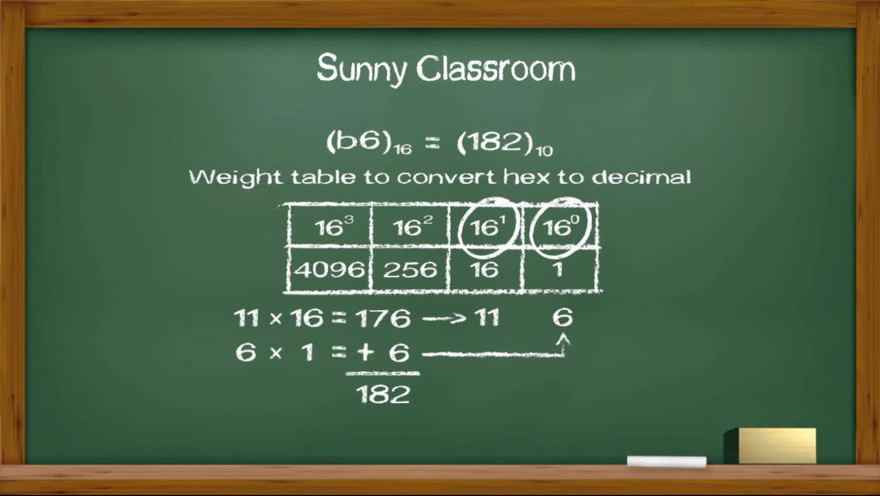 Sunny Classroom
(b6)₁₆ = (182)₁₀
Weight table to convert hex to decimal
16³ 16² 16¹ 16⁰
4096 256 16 1
11 × 16 = 176 —> 11 6
6 × 1 = + 6
182